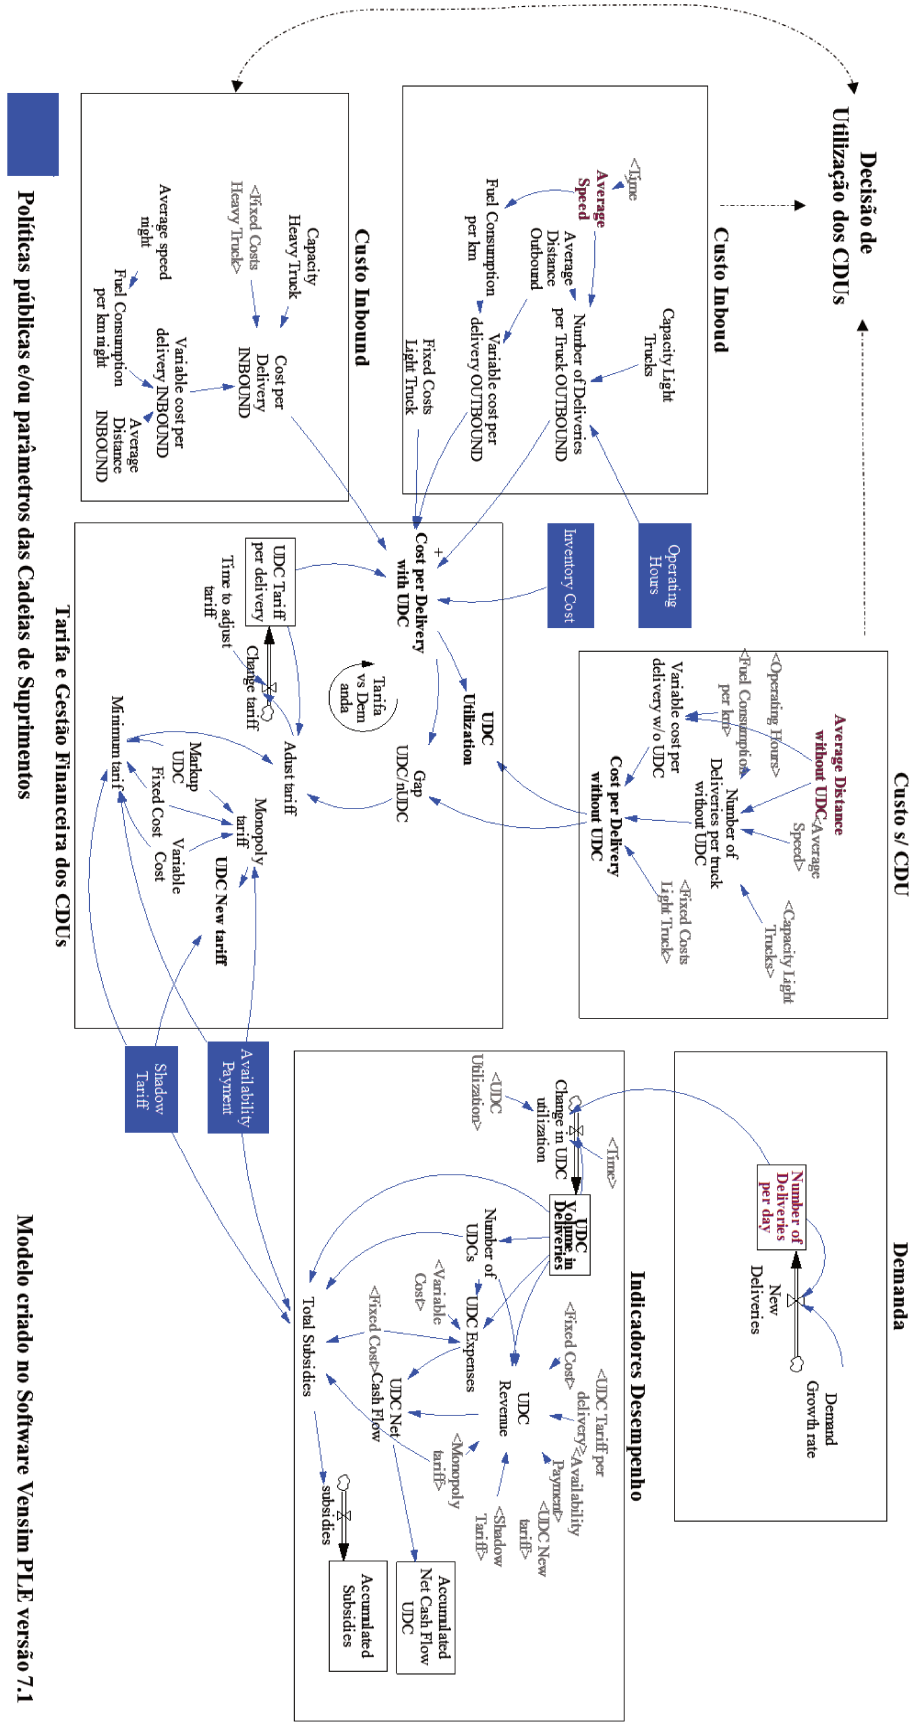 Decisão de
Utilização dos CDUs
Custo Inboud
<Time
Average
Speed
Fuel Consumption
per km
Average
Distance
Outbound
Number of Deliveries
per Truck OUTBOUND
Capacity Light
Trucks
Variable cost per
delivery OUTBOUND
Fixed Costs
Light Truck
Custo Inbound
Capacity
Heavy Truck
<Fixed Costs
Heavy Truck>
Average speed
night
Fuel Consumption
per km night
Variable cost per
delivery INBOUND
Average
Distance
INBOUND
Cost per
Delivery
INBOUND
Operating
Hours
Inventory Cost
Custo s/ CDU
Average Distance
without UDC
<Operating Hours>
<Fuel Consumption
per km>
Variable cost per
delivery w/o UDC
Number of
Deliveries per truck
without UDC
<Average
Speed>
<Capacity Light
Trucks>
<Fixed Costs
Light Truck>
Cost per Delivery
without UDC
+
Cost per Delivery
with UDC
UDC
Utilization
Gap
UDC/nUDC
Tarifa
vs Dem
anda
UDC Tariff
per delivery
Time to adjust
tariff
Change tariff
Adust tariff
Markup
UDC
Fixed Cost
Variable
Cost
Monopoly
tariff
UDC New tariff
Minimum tarif
Tarifa e Gestão Financeira dos CDUs
Availability
Payment
Shadow
Tariff
Demanda
Number of
Deliveries
per day
New
Deliveries
Demand
Growth rate
Indicadores Desempenho
<Time>
<UDC
Utilization>
Change in UDC
utilization
UDC
Volume in
Deliveries
Number of
UDCs
<Variable
Cost>
UDC Expenses
<Fixed Cost>
<Fixed Cost>
<UDC Tariff per
delivery>
<Availability
Payment>
<UDC New
tariff>
<Shadow
Tariff>
<Monopoly
tariff>
UDC
Revenue
UDC Net
Cash Flow
Total Subsidies
subsidies
Accumulated
Net Cash Flow
UDC
Accumulated
Subsidies
Políticas públicas e/ou parâmetros das Cadeias de Suprimentos
Modelo criado no Software Vensim PLE versão 7.1